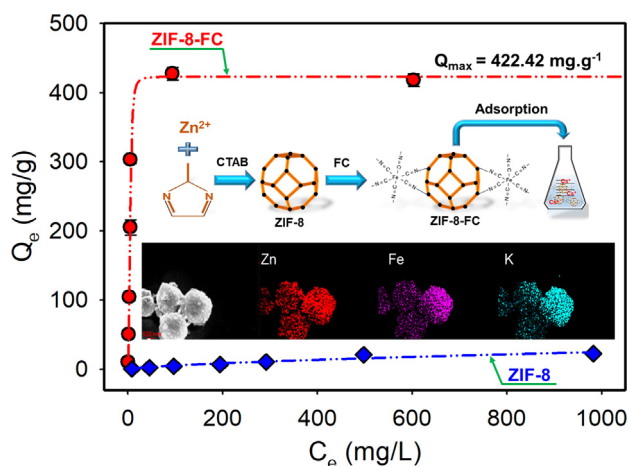 500
400
300
200
100
0
Qe (mg/g)
ZIF-8-FC
Qmax = 422.42 mg.g-1
Zn2+
N
N
CTAB
ZIF-8
FC
ZIF-8-FC
Adsorption
Zn
Fe
K
ZIF-8
0
200
400
600
800
1000
Ce (mg/L)